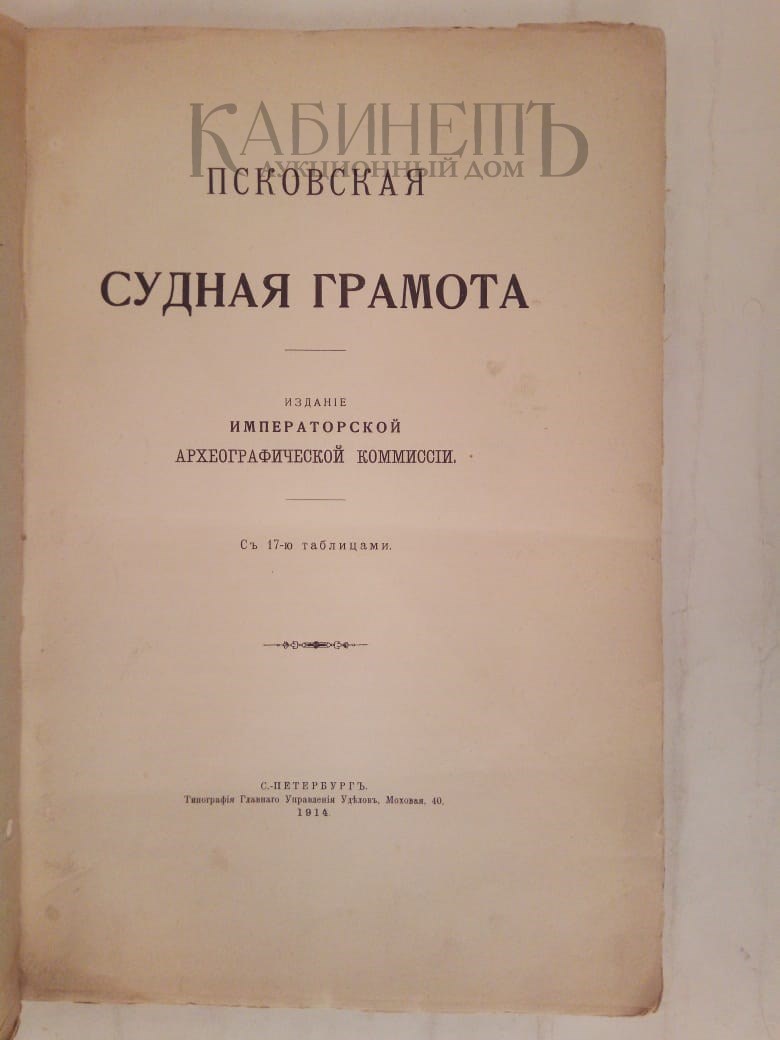 КАБИНЕТЪ
АУКЦИОННЫЙ ДОМ
ПСКОВСКАЯ
СУДНАЯ ГРАМОТА
ИЗДАНІЕ
ИМПЕРАТОРСКОЙ
АРХЕОГРАФИЧЕСКОЙ КОММИССІИ.
Съ 17-ю таблицами.
С.-ПЕТЕРБУРГЪ.
Типографія Главнаго Управленія Удѣловъ, Моховая, 40.
1914.